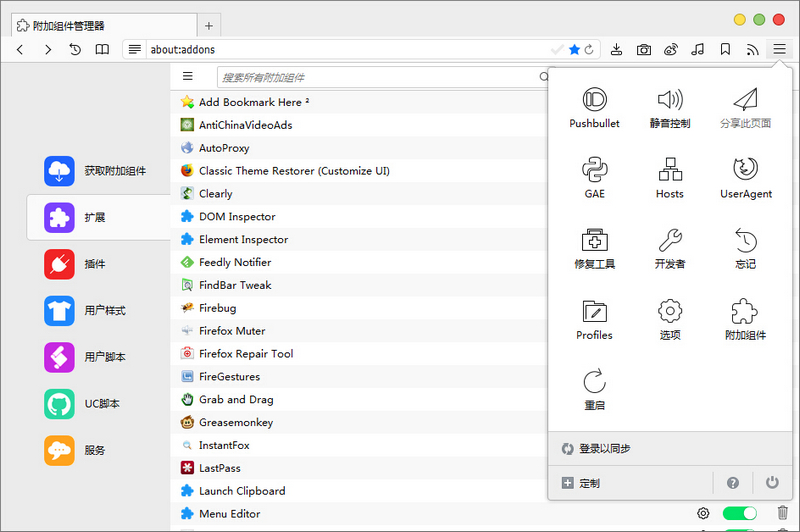 附加组件管理器
about:addons
搜索所有附加组件
获取附加组件
扩展
插件
用户样式
用户脚本
UC脚本
服务
Add Bookmark Here ²
AntiChinaVideoAds
AutoProxy
Classic Theme Restorer (Customize UI)
Clearly
DOM Inspector
Element Inspector
Feedly Notifier
FindBar Tweak
Firebug
Firefox Muter
Firefox Repair Tool
FireGestures
Grab and Drag
Greasemonkey
InstantFox
LastPass
Launch Clipboard
Menu Editor
Pushbullet
静音控制
分享此页面
GAE
Hosts
UserAgent
修复工具
开发者
忘记
Profiles
选项
附加组件
重启
登录以同步
定制